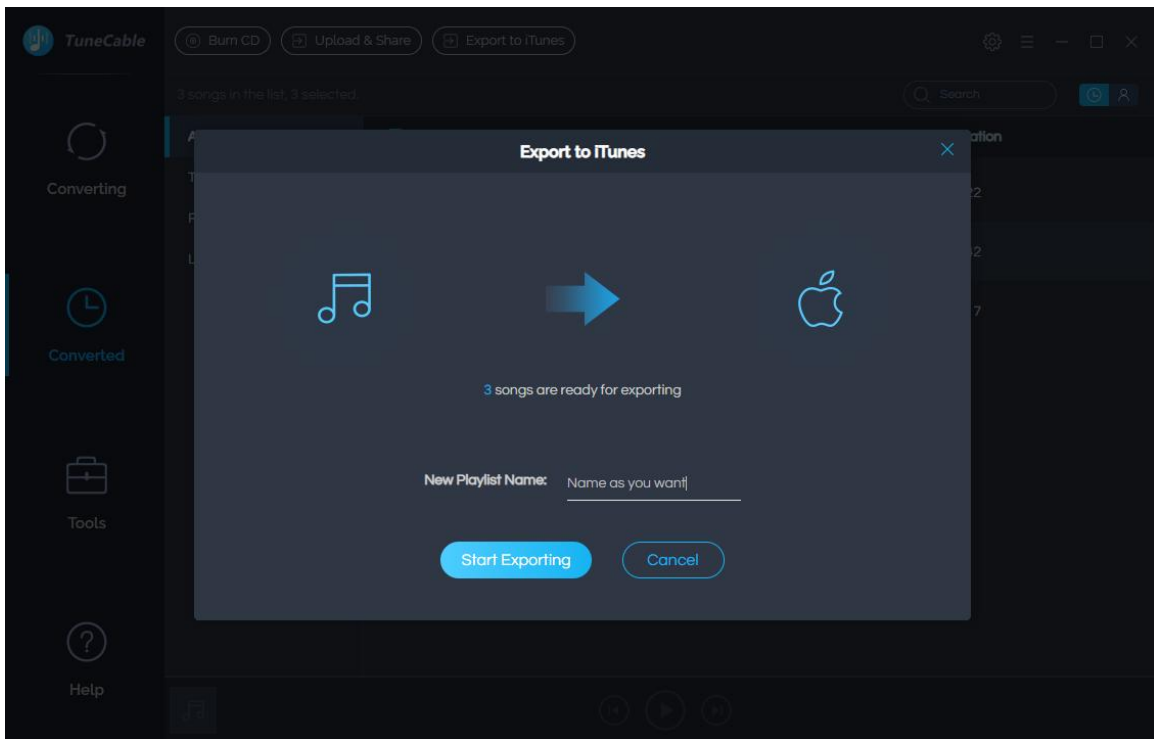 TuneCable
Burn CD
Upload & Share
Export to iTunes
3 songs in the list, 3 selected.
Search
Export to iTunes
Converting
3 songs are ready for exporting
Converted
New Playlist Name: Name as you want
Start Exporting
Cancel
Tools
Help